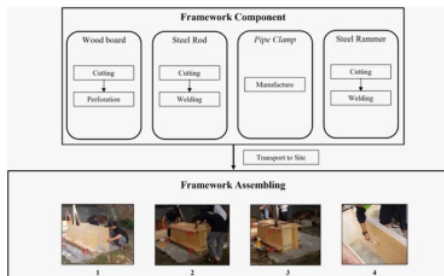 Framework Component
Wood board
Steel Rod
Pipe Clamp
Steel Rammer
Cutting
Cutting
Manufacture
Cutting
Perforation
Welding
Welding
Transport to Site
Framework Assembling
1
2
3
4